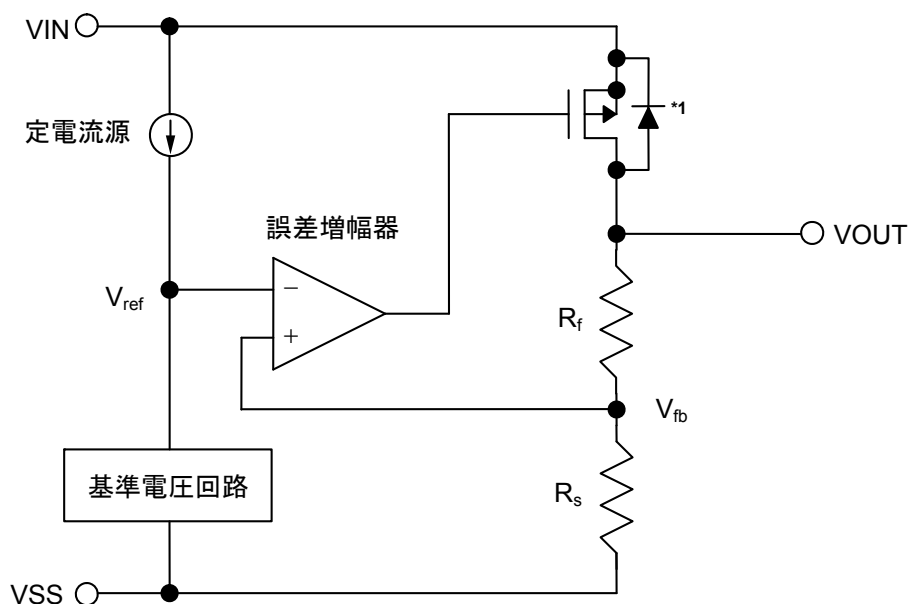 VIN
*1
定電流源
誤差増幅器
VOUT
Vref
−
+
Rf
Vfb
基準電圧回路
Rs
VSS